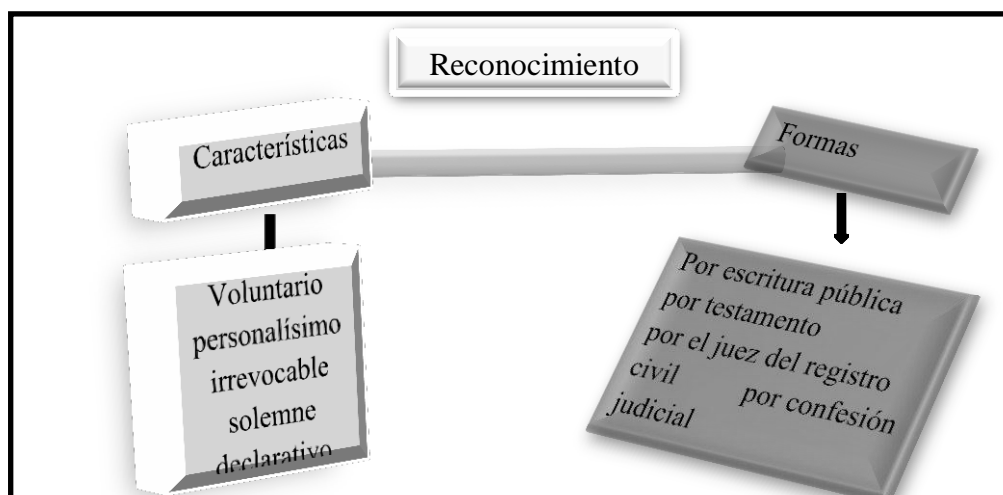 Reconocimiento
Características
Formas
Voluntario
personalísimo
irrevocable
solemne
declarativo
Por escritura pública
por testamento
por el juez del registro
civil por confesión
judicial